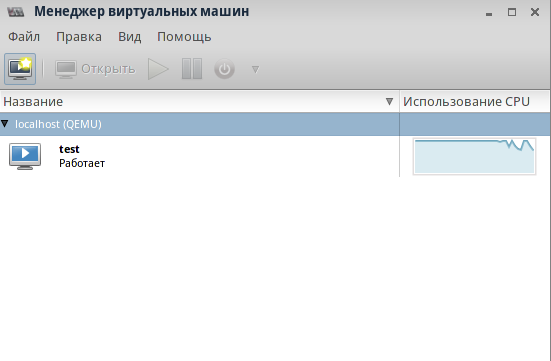 Менеджер виртуальных машин
Файл Правка Вид Помощь
Открыть
Название Использование CPU
localhost (QEMU)
test
Работает